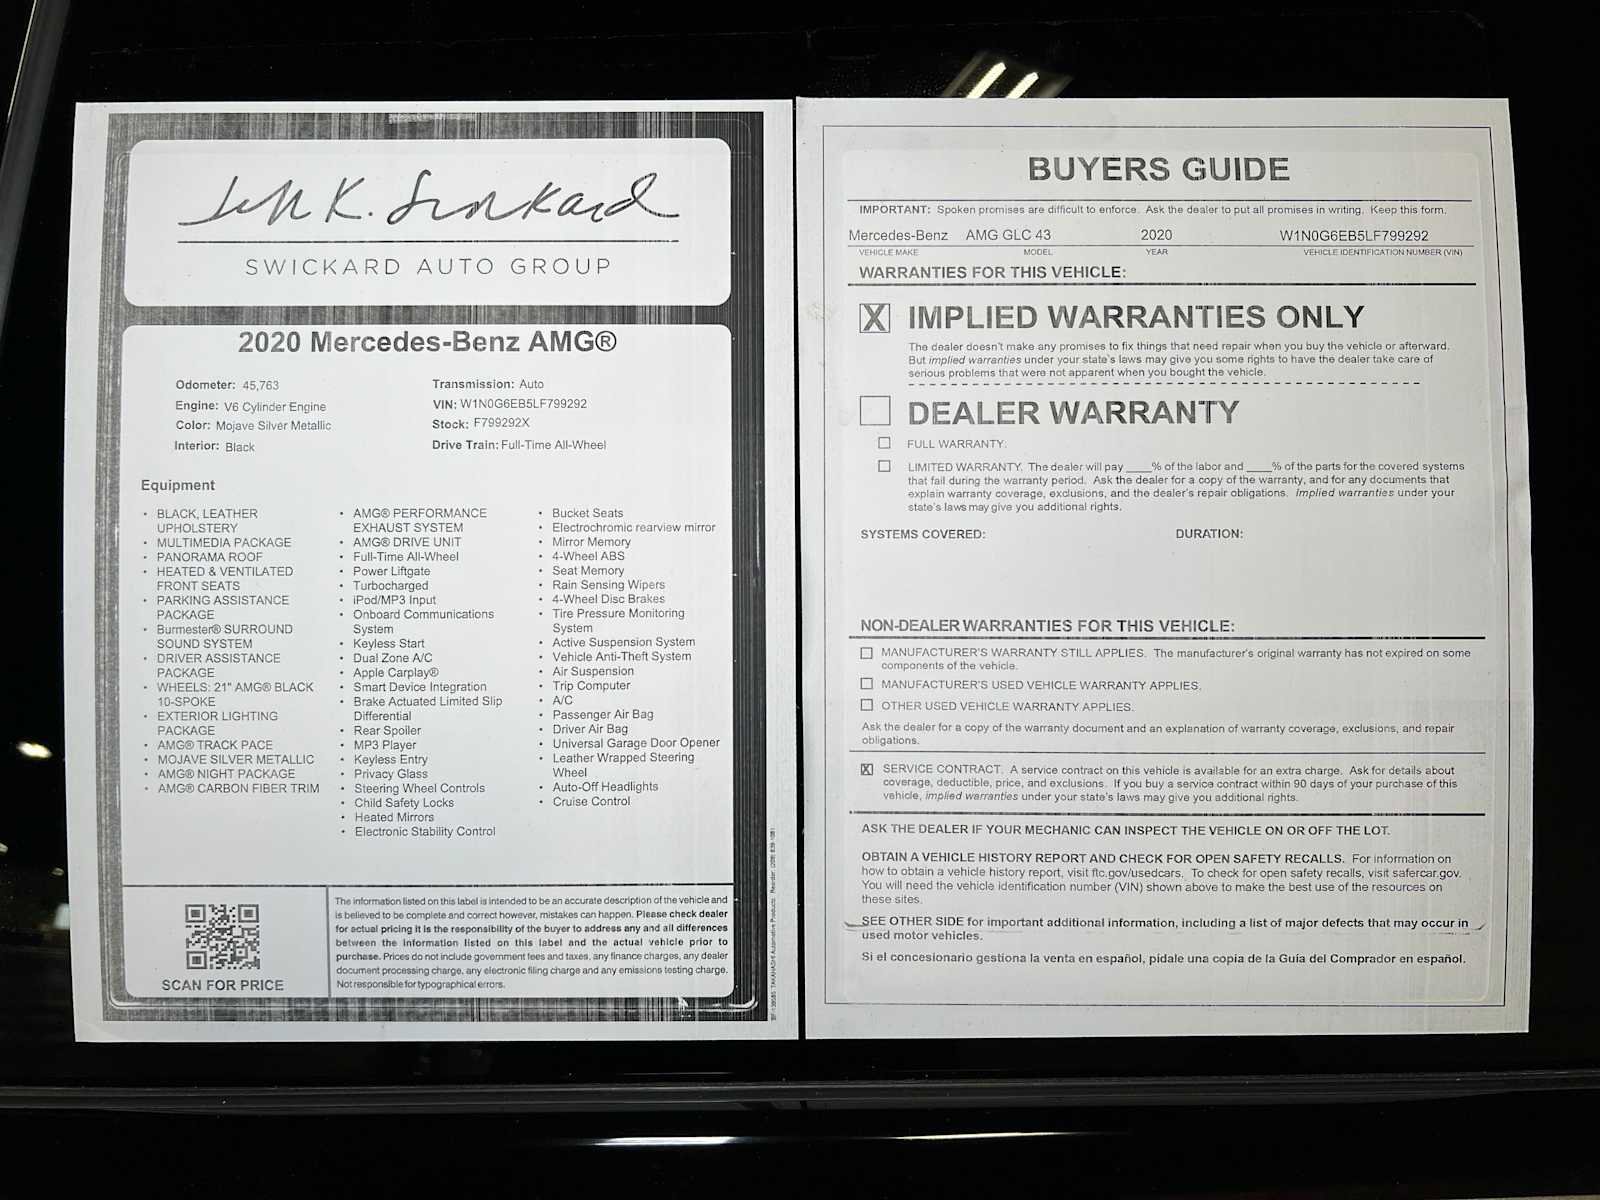 Jeff K. Swickard
SWICKARD AUTO GROUP
2020 Mercedes-Benz AMG®
Odometer: 45,763
Engine: V6 Cylinder Engine
Color: Mojave Silver Metallic
Interior: Black
Transmission: Auto
VIN: W1N0G6EB5LF799292
Stock: F799292X
Drive Train: Full-Time All-Wheel
Equipment
• BLACK, LEATHER
UPHOLSTERY
• MULTIMEDIA PACKAGE
• PANORAMA ROOF
• HEATED & VENTILATED
FRONT SEATS
• PARKING ASSISTANCE
PACKAGE
• Burmester® SURROUND
SOUND SYSTEM
• DRIVER ASSISTANCE
PACKAGE
• WHEELS: 21" AMG® BLACK
10-SPOKE
• EXTERIOR LIGHTING
PACKAGE
• AMG® TRACK PACE
• MOJAVE SILVER METALLIC
• AMG® NIGHT PACKAGE
• AMG® CARBON FIBER TRIM
• AMG® PERFORMANCE
EXHAUST SYSTEM
• AMG® DRIVE UNIT
• Full-Time All-Wheel
• Power Liftgate
• Turbocharged
• iPod/MP3 Input
• Onboard Communications
System
• Keyless Start
• Dual Zone A/C
• Apple Carplay®
• Smart Device Integration
• Brake Actuated Limited Slip
Differential
• Rear Spoiler
• MP3 Player
• Keyless Entry
• Privacy Glass
• Steering Wheel Controls
• Child Safety Locks
• Heated Mirrors
• Electronic Stability Control
• Bucket Seats
• Electrochromic rearview mirror
• Mirror Memory
• 4-Wheel ABS
• Seat Memory
• Rain Sensing Wipers
• 4-Wheel Disc Brakes
• Tire Pressure Monitoring
System
• Active Suspension System
• Vehicle Anti-Theft System
• Air Suspension
• Trip Computer
• A/C
• Passenger Air Bag
• Driver Air Bag
• Universal Garage Door Opener
• Leather Wrapped Steering
Wheel
• Auto-Off Headlights
• Cruise Control
SCAN FOR PRICE
The information listed on this label is intended to be an accurate description of the vehicle and
is believed to be complete and correct however, mistakes can happen. Please check dealer
for actual pricing it is the responsibility of the buyer to address any and all differences
between the information listed on this label and the actual vehicle prior to
purchase. Prices do not include government fees and taxes, any finance charges, any dealer
document processing charge, any electronic filing charge and any emissions testing charge.
Not responsible for typographical errors.
TAKAHASHI Automotive Products Reorder:
BUYERS GUIDE
IMPORTANT: Spoken promises are difficult to enforce. Ask the dealer to put all promises in writing. Keep this form.
Mercedes-Benz AMG GLC 43 2020 W1N0G6EB5LF799292
VEHICLE MAKE MODEL YEAR VEHICLE IDENTIFICATION NUMBER (VIN)
WARRANTIES FOR THIS VEHICLE:
X IMPLIED WARRANTIES ONLY
The dealer doesn't make any promises to fix things that need repair when you buy the vehicle or afterward.
But implied warranties under your state's laws may give you some rights to have the dealer take care of
serious problems that were not apparent when you bought the vehicle.
DEALER WARRANTY
FULL WARRANTY.
LIMITED WARRANTY. The dealer will pay ____% of the labor and ____% of the parts for the covered systems
that fail during the warranty period. Ask the dealer for a copy of the warranty, and for any documents that
explain warranty coverage, exclusions, and the dealer's repair obligations. Implied warranties under your
state's laws may give you additional rights.
SYSTEMS COVERED: DURATION:
NON-DEALER WARRANTIES FOR THIS VEHICLE:
MANUFACTURER'S WARRANTY STILL APPLIES. The manufacturer's original warranty has not expired on some
components of the vehicle.
MANUFACTURER'S USED VEHICLE WARRANTY APPLIES.
OTHER USED VEHICLE WARRANTY APPLIES.
Ask the dealer for a copy of the warranty document and an explanation of warranty coverage, exclusions, and repair
obligations.
X SERVICE CONTRACT. A service contract on this vehicle is available for an extra charge. Ask for details about
coverage, deductible, price, and exclusions. If you buy a service contract within 90 days of your purchase of this
vehicle, implied warranties under your state's laws may give you additional rights.
ASK THE DEALER IF YOUR MECHANIC CAN INSPECT THE VEHICLE ON OR OFF THE LOT.
OBTAIN A VEHICLE HISTORY REPORT AND CHECK FOR OPEN SAFETY RECALLS. For information on
how to obtain a vehicle history report, visit ftc.gov/usedcars. To check for open safety recalls, visit safercar.gov.
You will need the vehicle identification number (VIN) shown above to make the best use of the resources on
these sites.
SEE OTHER SIDE for important additional information, including a list of major defects that may occur in
used motor vehicles.
Si el concesionario gestiona la venta en español, pídale una copia de la Guía del Comprador en español.